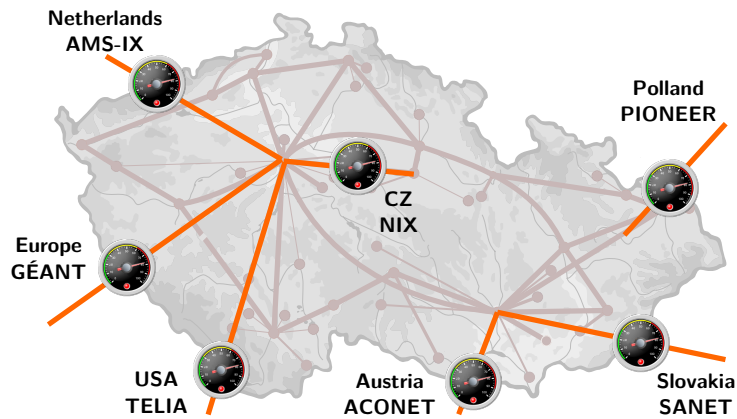 Netherlands
AMS-IX
Polland
PIONEER
CZ
NIX
Europe
GÉANT
USA
TELIA
Austria
ACONET
Slovakia
SANET